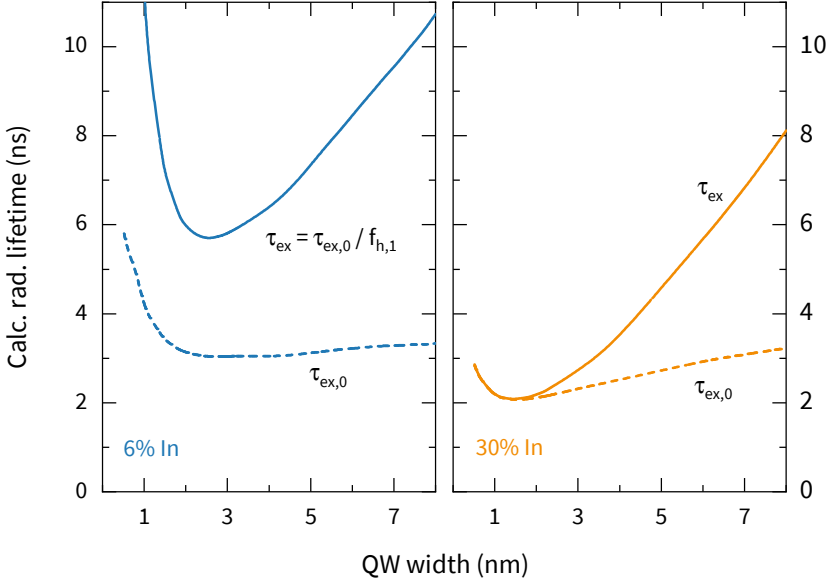 Calc. rad. lifetime (ns)
10
8
6
4
2
0
1
3
5
7
τex = τex,0 / fh,1
τex,0
6% In
τex
τex,0
30% In
1
3
5
7
10
8
6
4
2
0
QW width (nm)